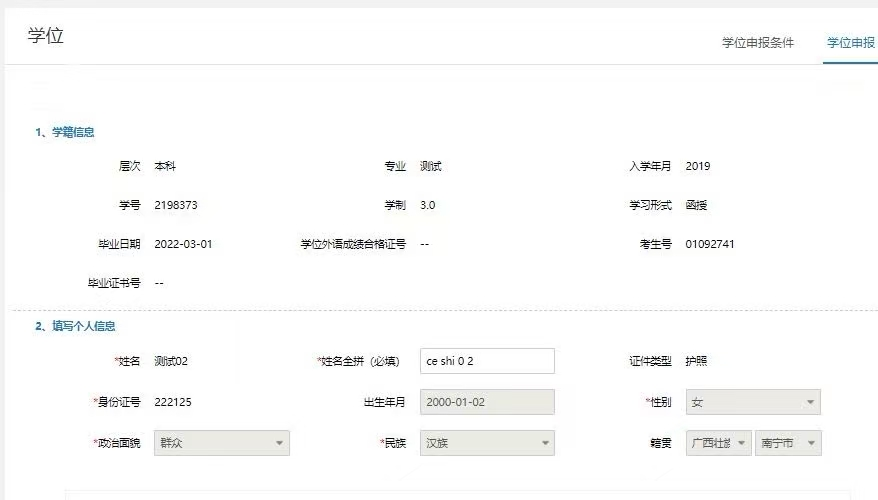 学位
学位申报条件 学位申报
1、学籍信息
层次 本科 专业 测试 入学年月 2019
学号 2198373 学制 3.0 学习形式 函授
毕业日期 2022-03-01 学位外语成绩合格证号 -- 考生号 01092741
毕业证书号 --
2、填写个人信息
*姓名 测试02 *姓名全拼（必填） ce shi 0 2 证件类型 护照
*身份证号 222125 出生年月 2000-01-02 *性别 女
*政治面貌 群众 *民族 汉族 籍贯 广西壮 南宁市